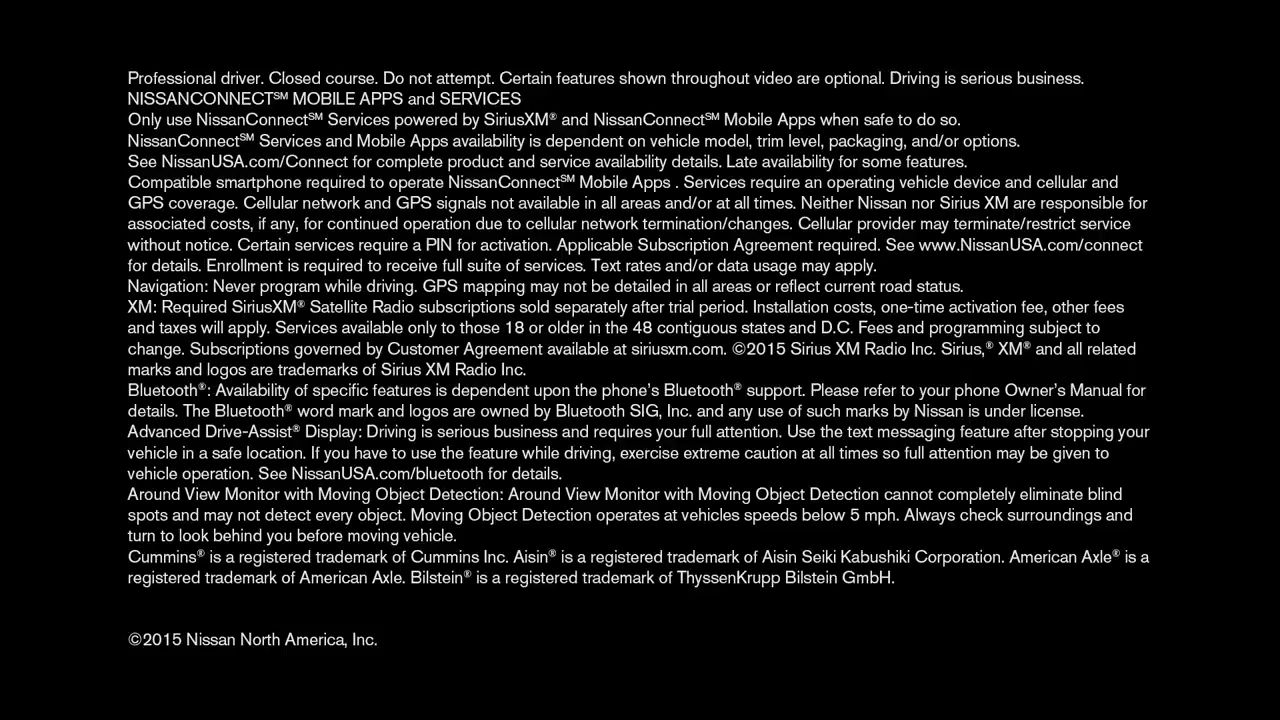 Professional driver. Closed course. Do not attempt. Certain features shown throughout video are optional. Driving is serious business.
NISSANCONNECT℠ MOBILE APPS and SERVICES
Only use NissanConnect℠ Services powered by SiriusXM® and NissanConnect℠ Mobile Apps when safe to do so.
NissanConnect℠ Services and Mobile Apps availability is dependent on vehicle model, trim level, packaging, and/or options.
See NissanUSA.com/Connect for complete product and service availability details. Late availability for some features.
Compatible smartphone required to operate NissanConnect℠ Mobile Apps . Services require an operating vehicle device and cellular and
GPS coverage. Cellular network and GPS signals not available in all areas and/or at all times. Neither Nissan nor Sirius XM are responsible for
associated costs, if any, for continued operation due to cellular network termination/changes. Cellular provider may terminate/restrict service
without notice. Certain services require a PIN for activation. Applicable Subscription Agreement required. See www.NissanUSA.com/connect
for details. Enrollment is required to receive full suite of services. Text rates and/or data usage may apply.
Navigation: Never program while driving. GPS mapping may not be detailed in all areas or reflect current road status.
XM: Required SiriusXM® Satellite Radio subscriptions sold separately after trial period. Installation costs, one-time activation fee, other fees
and taxes will apply. Services available only to those 18 or older in the 48 contiguous states and D.C. Fees and programming subject to
change. Subscriptions governed by Customer Agreement available at siriusxm.com. ©2015 Sirius XM Radio Inc. Sirius,® XM® and all related
marks and logos are trademarks of Sirius XM Radio Inc.
Bluetooth®: Availability of specific features is dependent upon the phone's Bluetooth® support. Please refer to your phone Owner's Manual for
details. The Bluetooth® word mark and logos are owned by Bluetooth SIG, Inc. and any use of such marks by Nissan is under license.
Advanced Drive-Assist® Display: Driving is serious business and requires your full attention. Use the text messaging feature after stopping your
vehicle in a safe location. If you have to use the feature while driving, exercise extreme caution at all times so full attention may be given to
vehicle operation. See NissanUSA.com/bluetooth for details.
Around View Monitor with Moving Object Detection: Around View Monitor with Moving Object Detection cannot completely eliminate blind
spots and may not detect every object. Moving Object Detection operates at vehicles speeds below 5 mph. Always check surroundings and
turn to look behind you before moving vehicle.
Cummins® is a registered trademark of Cummins Inc. Aisin® is a registered trademark of Aisin Seiki Kabushiki Corporation. American Axle® is a
registered trademark of American Axle. Bilstein® is a registered trademark of ThyssenKrupp Bilstein GmbH.
©2015 Nissan North America, Inc.